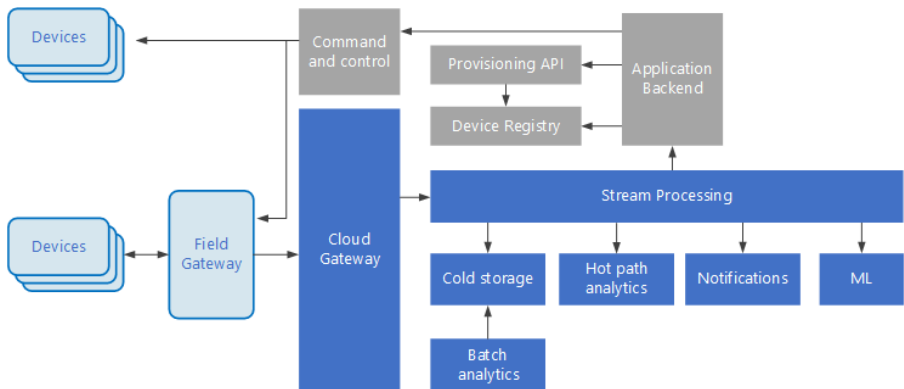 Devices
Command
and control
Provisioning API
Application
Backend
Device Registry
Stream Processing
Devices
Field
Gateway
Cloud
Gateway
Cold storage
Hot path
analytics
Notifications
ML
Batch
analytics